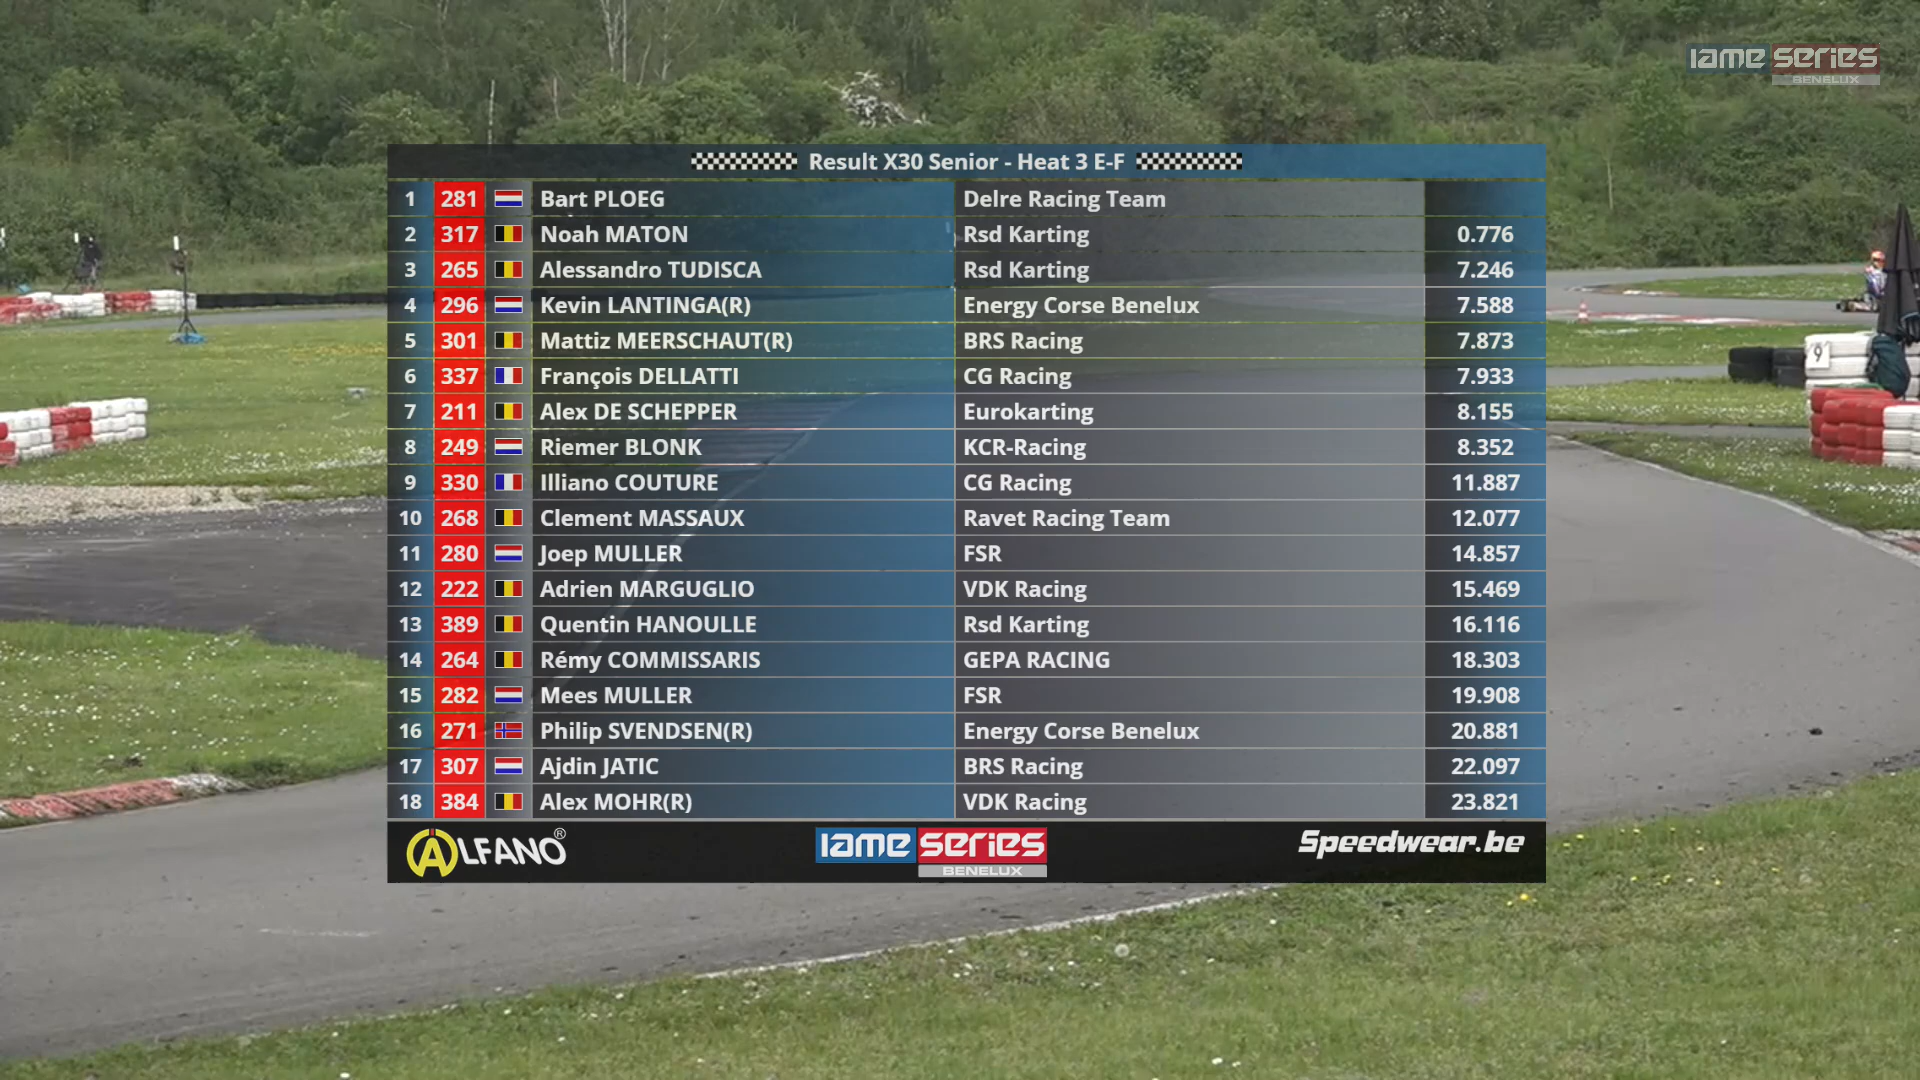 IAME SERIES
BENELUX
Result X30 Senior - Heat 3 E-F
1 281 Bart PLOEG Delre Racing Team
2 317 Noah MATON Rsd Karting 0.776
3 265 Alessandro TUDISCA Rsd Karting 7.246
4 296 Kevin LANTINGA(R) Energy Corse Benelux 7.588
5 301 Mattiz MEERSCHAUT(R) BRS Racing 7.873
6 337 François DELLATTI CG Racing 7.933
7 211 Alex DE SCHEPPER Eurokarting 8.155
8 249 Riemer BLONK KCR-Racing 8.352
9 330 Illiano COUTURE CG Racing 11.887
10 268 Clement MASSAUX Ravet Racing Team 12.077
11 280 Joep MULLER FSR 14.857
12 222 Adrien MARGUGLIO VDK Racing 15.469
13 389 Quentin HANOULLE Rsd Karting 16.116
14 264 Rémy COMMISSARIS GEPA RACING 18.303
15 282 Mees MULLER FSR 19.908
16 271 Philip SVENDSEN(R) Energy Corse Benelux 20.881
17 307 Ajdin JATIC BRS Racing 22.097
18 384 Alex MOHR(R) VDK Racing 23.821
9
ALFANO® IAME SERIES Speedwear.be
BENELUX